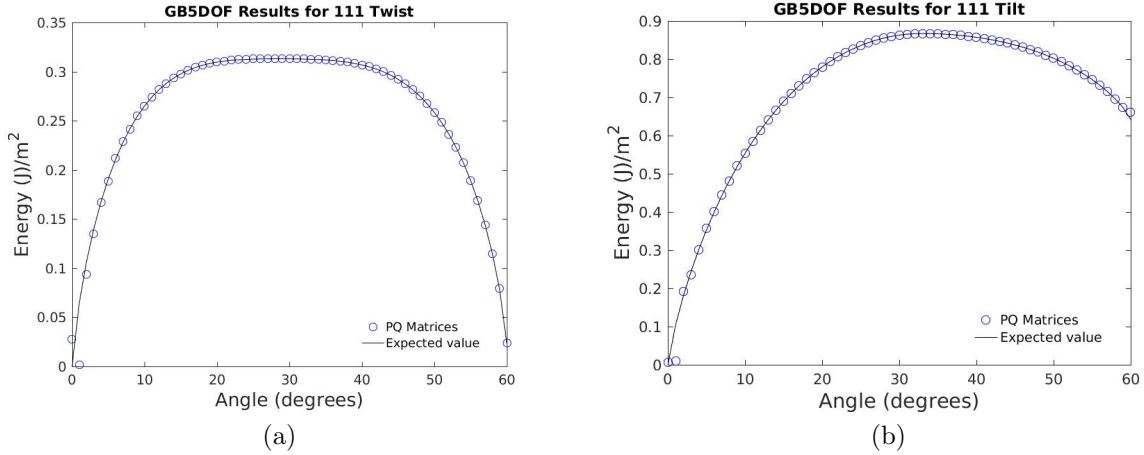 GB5DOF Results for 111 Twist
0.35
0.3
0.25
0.2
0.15
0.1
0.05
0
Energy (J)/m²
PQ Matrices
Expected value
0 10 20 30 40 50 60
Angle (degrees)
(a)
GB5DOF Results for 111 Tilt
0.9
0.8
0.7
0.6
0.5
0.4
0.3
0.2
0.1
0
Energy (J)/m²
PQ Matrices
Expected value
0 10 20 30 40 50 60
Angle (degrees)
(b)